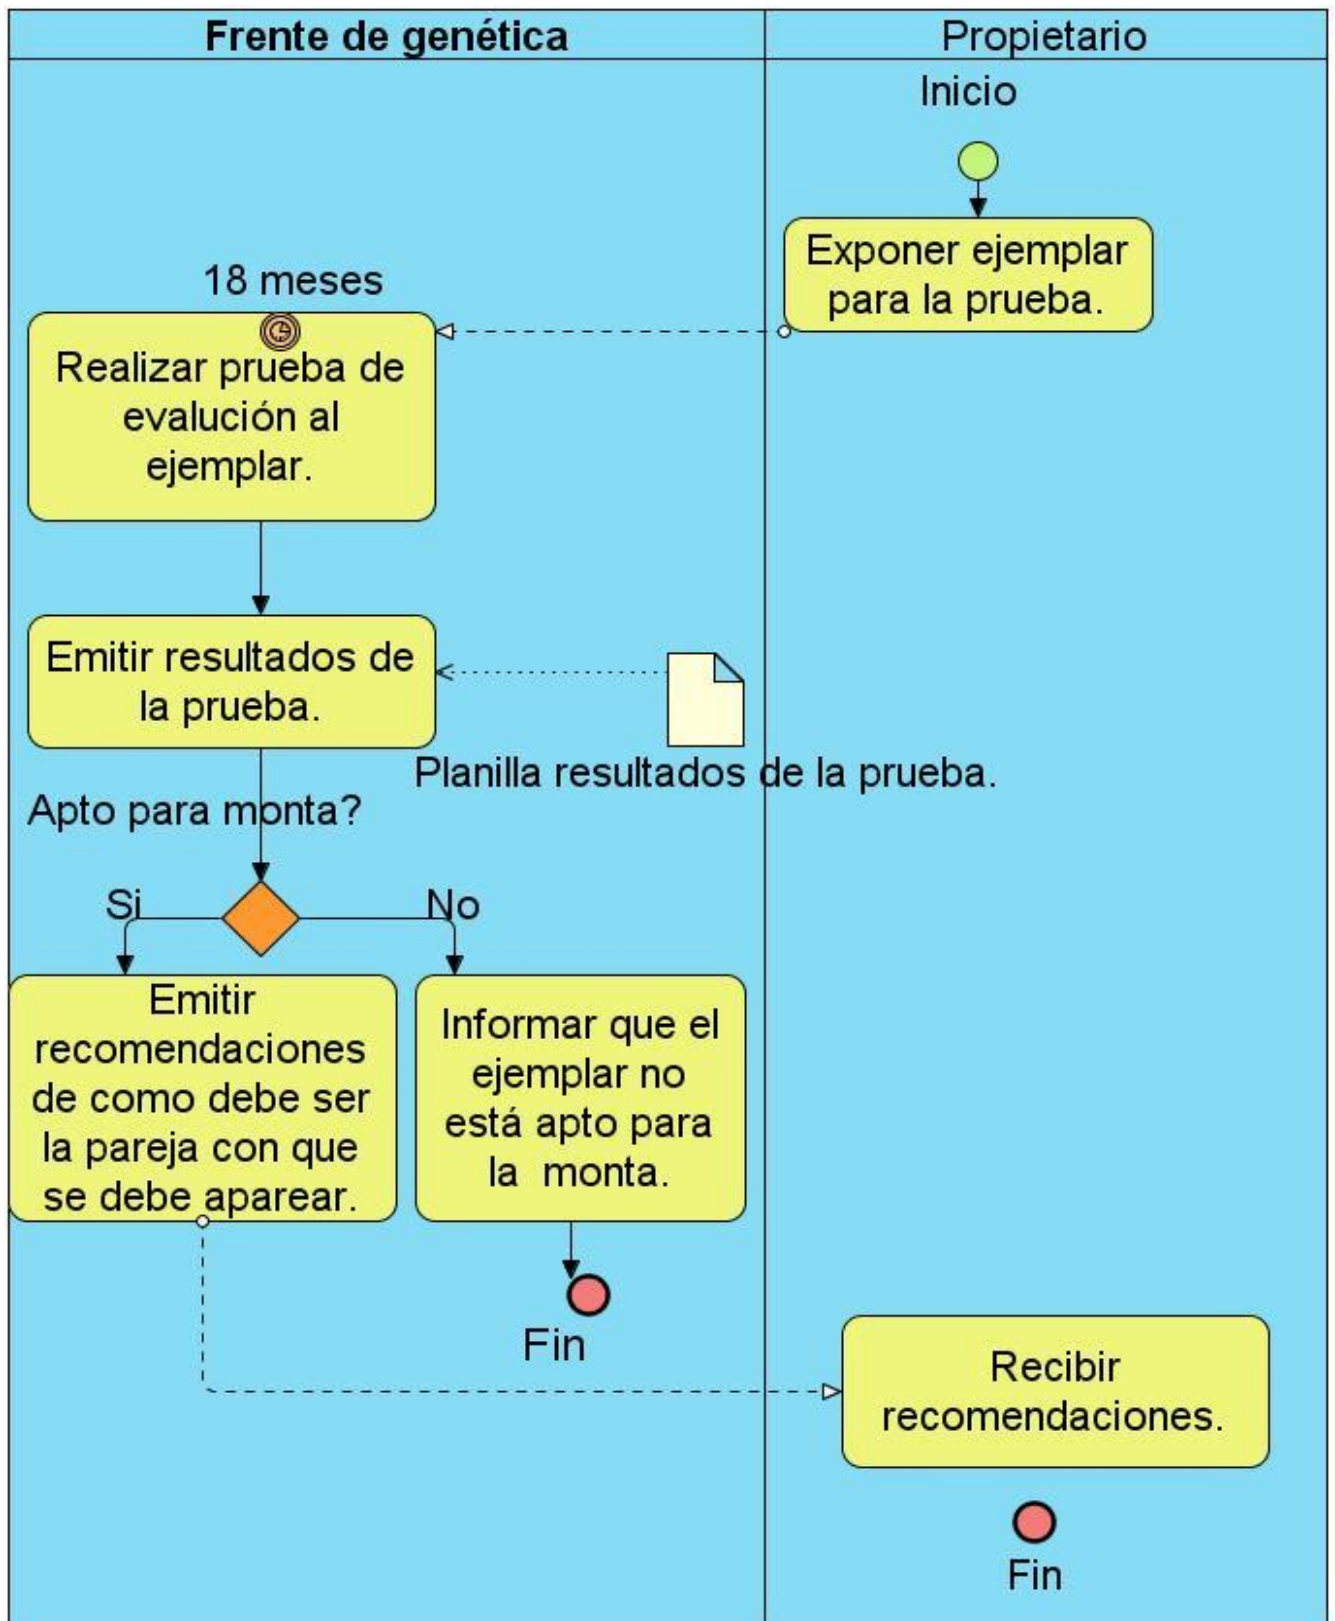 Frente de genética
Propietario
Inicio
Exponer ejemplar
para la prueba.
18 meses
Realizar prueba de
evalución al
ejemplar.
Emitir resultados de
la prueba.
Planilla resultados de la prueba.
Apto para monta?
Si
No
Emitir
recomendaciones
de como debe ser
la pareja con que
se debe aparear.
Informar que el
ejemplar no
está apto para
la monta.
Fin
Recibir
recomendaciones.
Fin